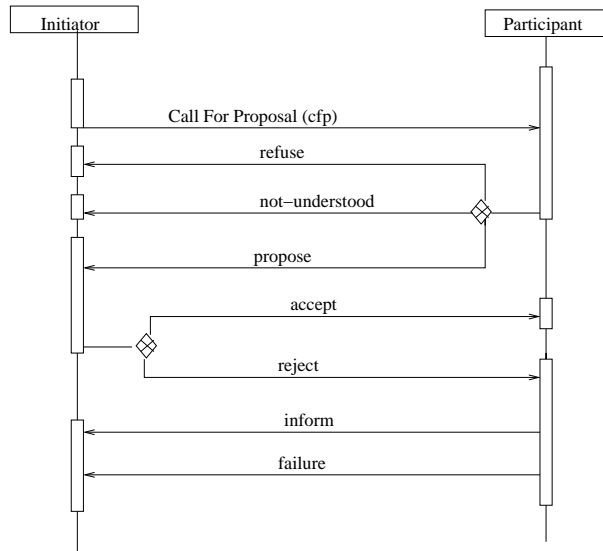 Initiator
Participant
Call For Proposal (cfp)
refuse
not−understood
propose
accept
reject
inform
failure